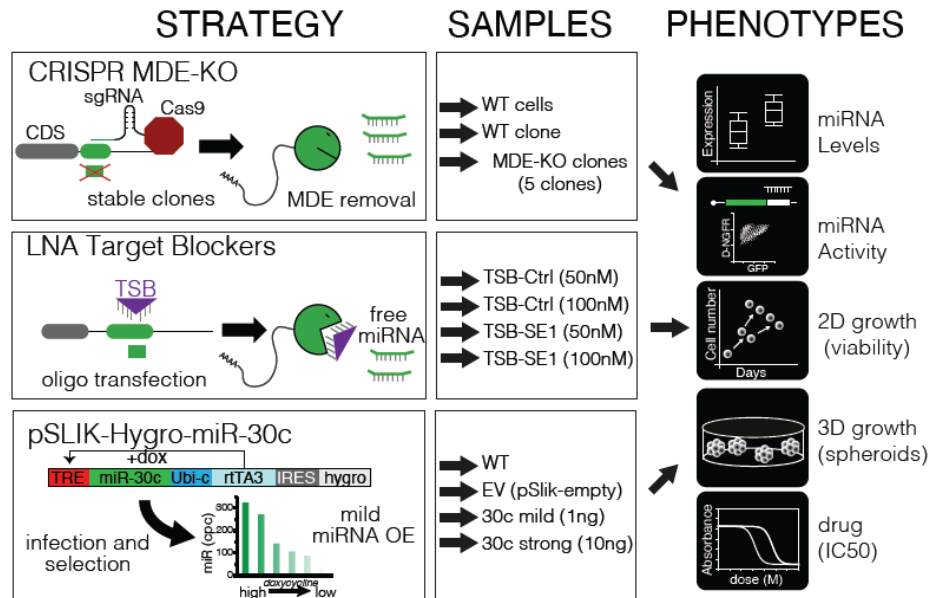 STRATEGY
SAMPLES
PHENOTYPES
CRISPR MDE-KO
sgRNA
Cas9
CDS
stable clones
MDE removal
WT cells
WT clone
MDE-KO clones
(5 clones)
LNA Target Blockers
TSB
free
miRNA
oligo transfection
TSB-Ctrl (50nM)
TSB-Ctrl (100nM)
TSB-SE1 (50nM)
TSB-SE1 (100nM)
pSLIK-Hygro-miR-30c
+dox
TRE miR-30c Ubi-c rtTA3 IRES hygro
infection and
selection
miR (cpc)
300
200
100
0
mild
miRNA OE
doxycycline
high low
WT
EV (pSlik-empty)
30c mild (1ng)
30c strong (10ng)
Expression
miRNA
Levels
D-NGFR
GFP
miRNA
Activity
Cell number
Days
2D growth
(viability)
3D growth
(spheroids)
Absorbance
dose (M)
drug
(IC50)